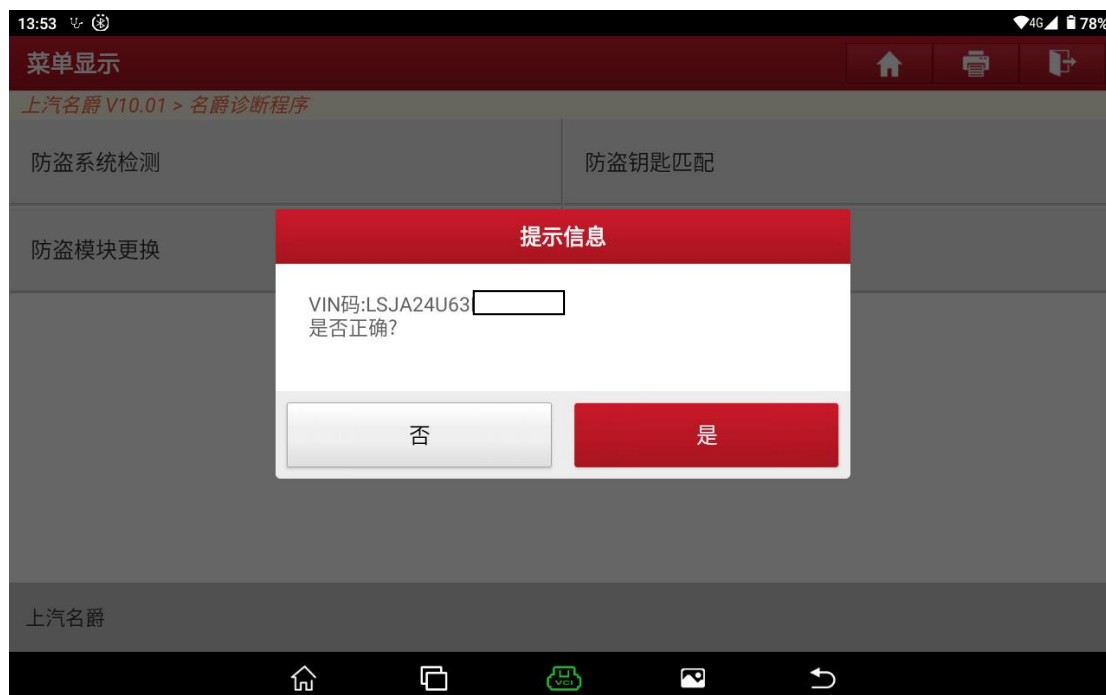 13:53
4G
78%
菜单显示
上汽名爵 V10.01 > 名爵诊断程序
防盗系统检测
防盗钥匙匹配
防盗模块更换
提示信息
VIN码:LSJA24U63
是否正确?
否
是
上汽名爵
VCI